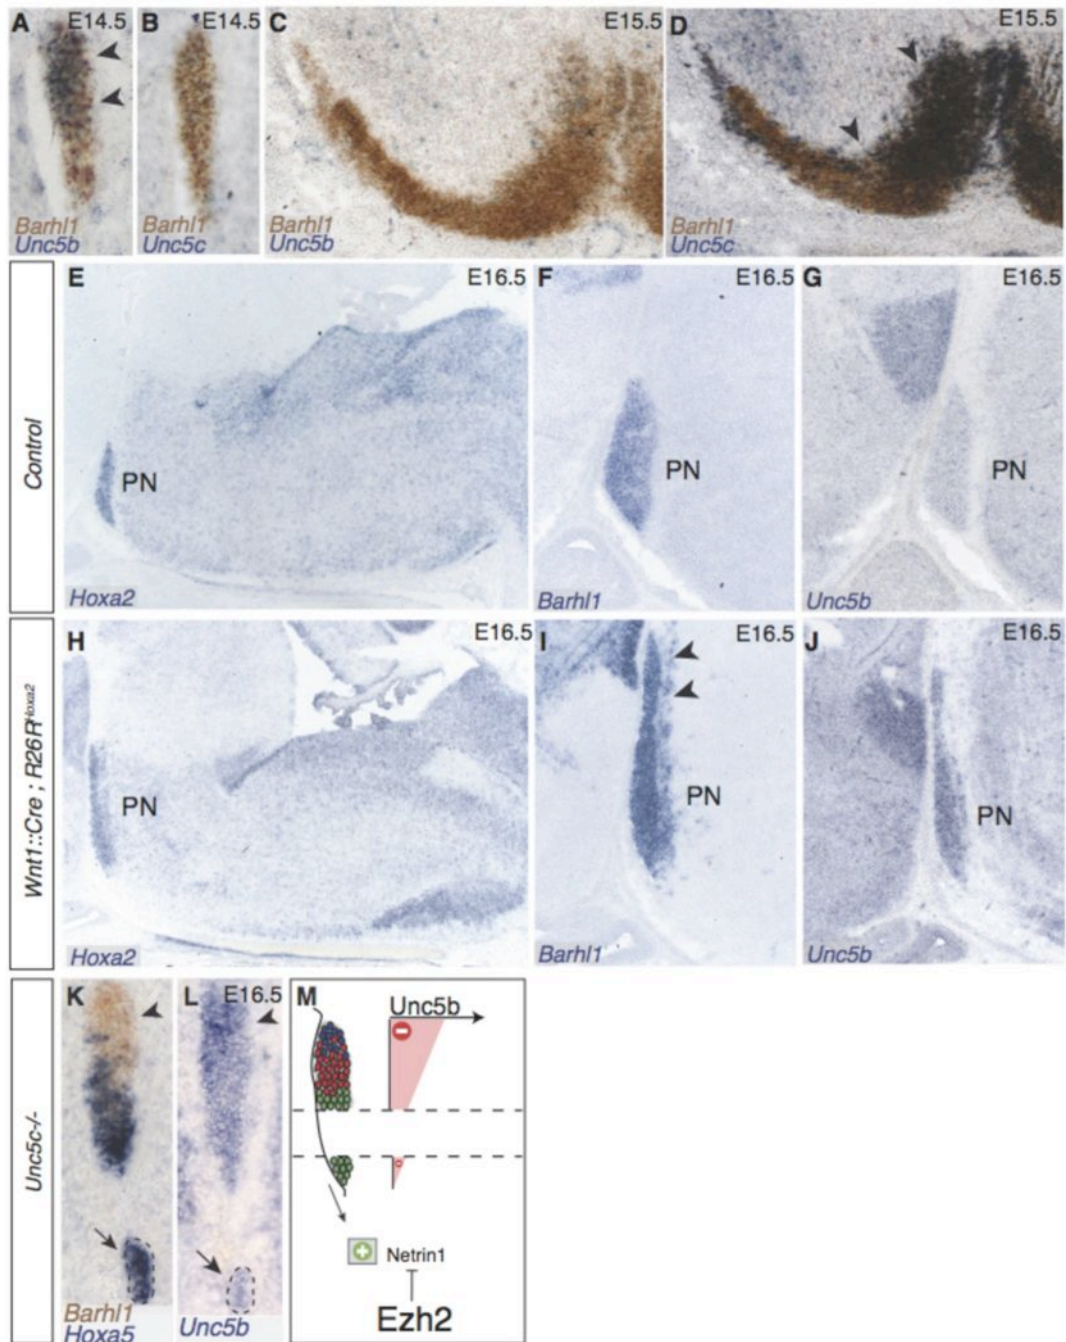 A E14.5
B E14.5
C E15.5
D E15.5
Barhl1
Unc5b
Barhl1
Unc5c
Barhl1
Unc5b
Barhl1
Unc5c
Control
E E16.5
PN
Hoxa2
F E16.5
PN
Barhl1
G E16.5
PN
Unc5b
Wnt1::Cre ; R26R^Hoxa2
H E16.5
PN
Hoxa2
I E16.5
PN
Barhl1
J E16.5
PN
Unc5b
Unc5c-/-
K
Barhl1
Hoxa5
L E16.5
Unc5b
M
Unc5b
Netrin1
Ezh2